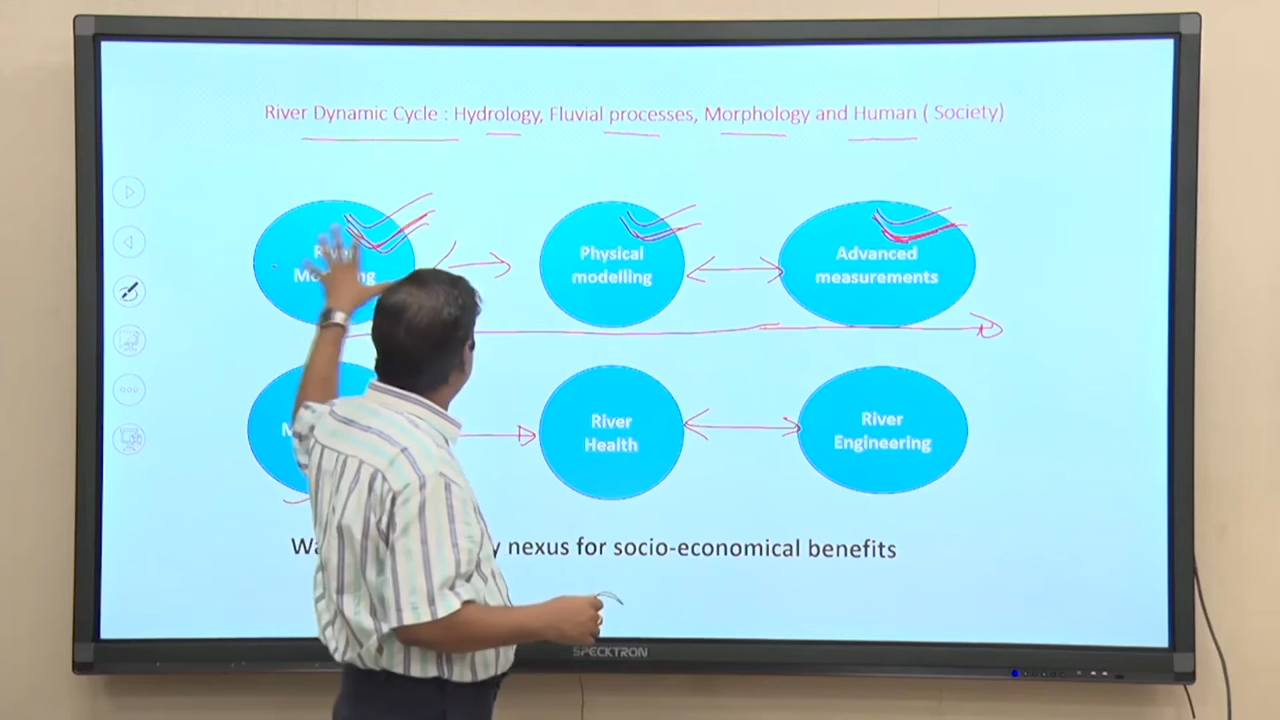 River Dynamic Cycle : Hydrology, Fluvial processes, Morphology and Human ( Society)
River
Physical
modelling
Advanced
measurements
River
Health
River
Engineering
nexus for socio-economical benefits
SPECKTRON